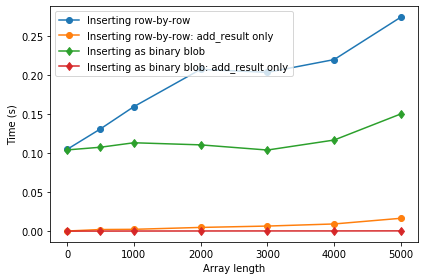 Inserting row-by-row
Inserting row-by-row: add_result only
Inserting as binary blob
Inserting as binary blob: add_result only
0.25
0.20
0.15
0.10
0.05
0.00
Time (s)
0 1000 2000 3000 4000 5000
Array length